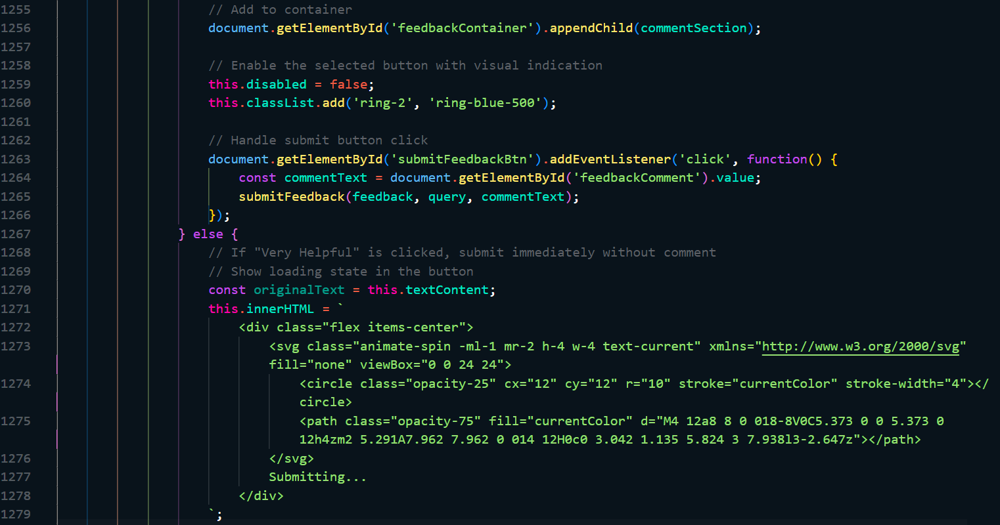 1255 // Add to container
1256 document.getElementById('feedbackContainer').appendChild(commentSection);
1257
1258 // Enable the selected button with visual indication
1259 this.disabled = false;
1260 this.classList.add('ring-2', 'ring-blue-500');
1261
1262 // Handle submit button click
1263 document.getElementById('submitFeedbackBtn').addEventListener('click', function() {
1264 const commentText = document.getElementById('feedbackComment').value;
1265 submitFeedback(feedback, query, commentText);
1266 });
1267 } else {
1268 // If "Very Helpful" is clicked, submit immediately without comment
1269 // Show loading state in the button
1270 const originalText = this.textContent;
1271 this.innerHTML = `
1272 <div class="flex items-center">
1273 <svg class="animate-spin -ml-1 mr-2 h-4 w-4 text-current" xmlns="http://www.w3.org/2000/svg"
fill="none" viewBox="0 0 24 24">
1274 <circle class="opacity-25" cx="12" cy="12" r="10" stroke="currentColor" stroke-width="4"></
circle>
1275 <path class="opacity-75" fill="currentColor" d="M4 12a8 8 0 018-8V0C5.373 0 0 5.373 0
12h4zm2 5.291A7.962 7.962 0 014 12H0c0 3.042 1.135 5.824 3 7.938l3-2.647z"></path>
1276 </svg>
1277 Submitting...
1278 </div>
1279 `;